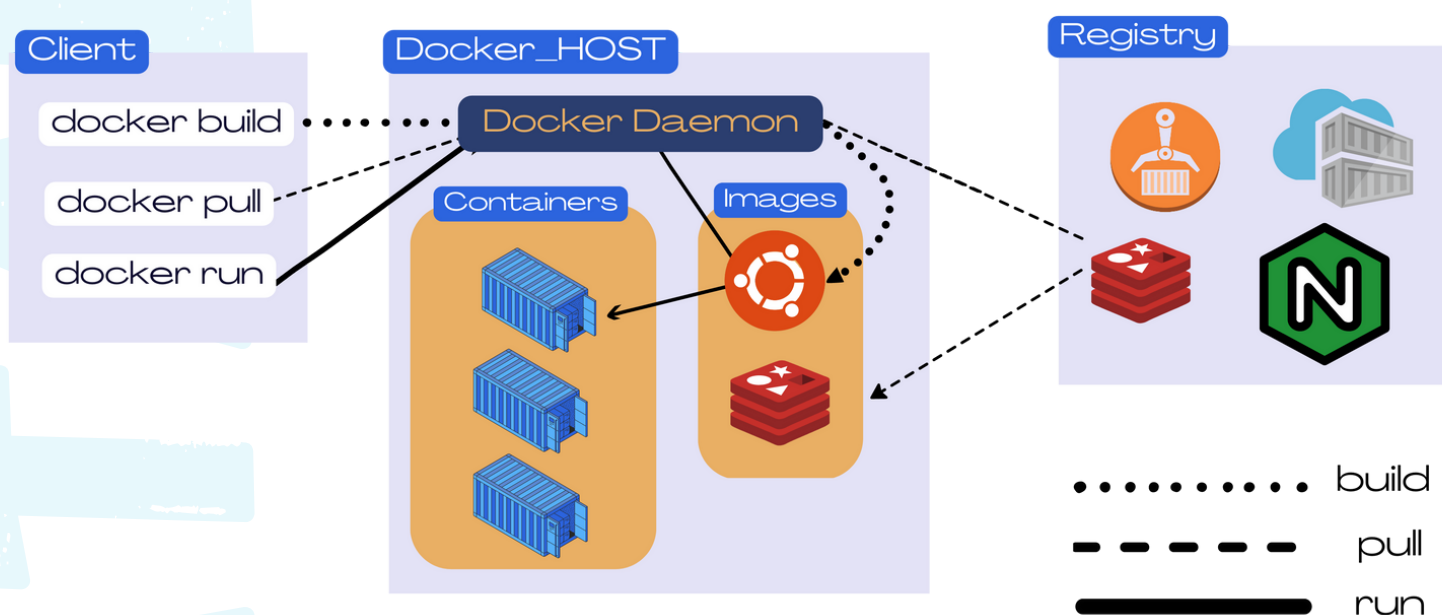 Client
docker build
docker pull
docker run
Docker_HOST
Docker Daemon
Containers
Images
Registry
N
build
pull
run